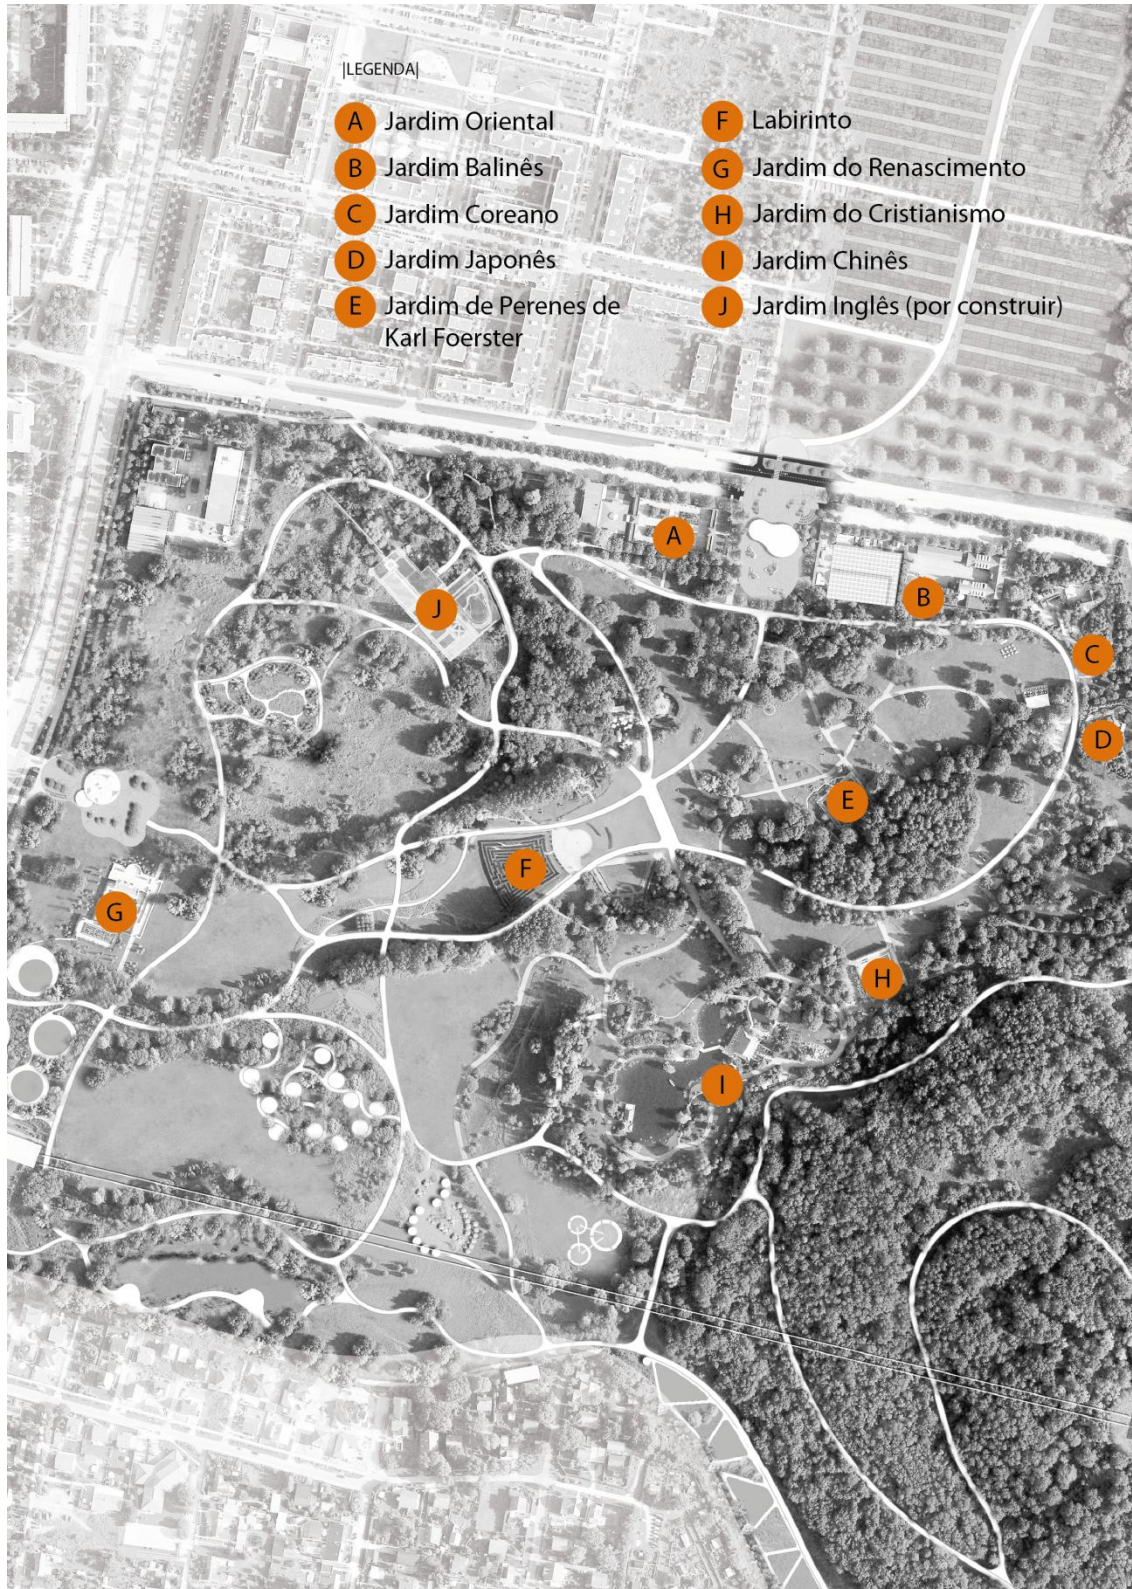 |LEGENDA|
A Jardim Oriental
B Jardim Balinês
C Jardim Coreano
D Jardim Japonês
E Jardim de Perenes de
Karl Foerster
F Labirinto
G Jardim do Renascimento
H Jardim do Cristianismo
I Jardim Chinês
J Jardim Inglês (por construir)
A
J
B
C
D
E
F
G
H
I